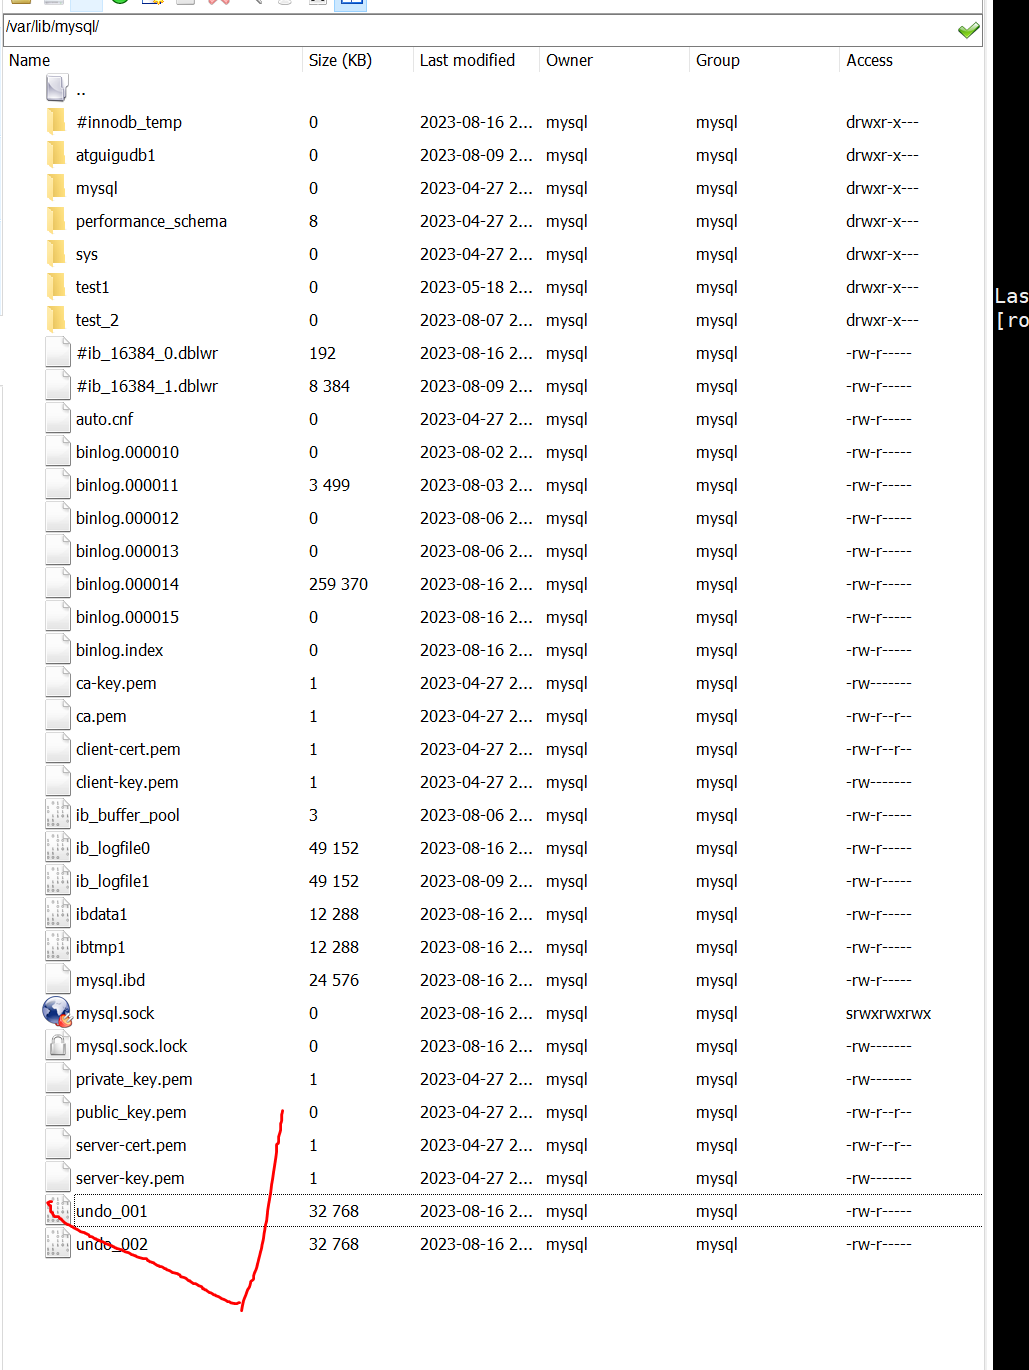 /var/lib/mysql/
Name Size (KB) Last modified Owner Group Access
..
#innodb_temp 0 2023-08-16 2... mysql mysql drwxr-x---
atguigudb1 0 2023-08-09 2... mysql mysql drwxr-x---
mysql 0 2023-04-27 2... mysql mysql drwxr-x---
performance_schema 8 2023-04-27 2... mysql mysql drwxr-x---
sys 0 2023-04-27 2... mysql mysql drwxr-x---
test1 0 2023-05-18 2... mysql mysql drwxr-x---
Las
test_2 0 2023-08-07 2... mysql mysql drwxr-x---
[ro
#ib_16384_0.dblwr 192 2023-08-16 2... mysql mysql -rw-r-----
#ib_16384_1.dblwr 8 384 2023-08-09 2... mysql mysql -rw-r-----
auto.cnf 0 2023-04-27 2... mysql mysql -rw-r-----
binlog.000010 0 2023-08-02 2... mysql mysql -rw-r-----
binlog.000011 3 499 2023-08-03 2... mysql mysql -rw-r-----
binlog.000012 0 2023-08-06 2... mysql mysql -rw-r-----
binlog.000013 0 2023-08-06 2... mysql mysql -rw-r-----
binlog.000014 259 370 2023-08-16 2... mysql mysql -rw-r-----
binlog.000015 0 2023-08-16 2... mysql mysql -rw-r-----
binlog.index 0 2023-08-16 2... mysql mysql -rw-r-----
ca-key.pem 1 2023-04-27 2... mysql mysql -rw-------
ca.pem 1 2023-04-27 2... mysql mysql -rw-r--r--
client-cert.pem 1 2023-04-27 2... mysql mysql -rw-r--r--
client-key.pem 1 2023-04-27 2... mysql mysql -rw-------
ib_buffer_pool 3 2023-08-06 2... mysql mysql -rw-r-----
ib_logfile0 49 152 2023-08-16 2... mysql mysql -rw-r-----
ib_logfile1 49 152 2023-08-09 2... mysql mysql -rw-r-----
ibdata1 12 288 2023-08-16 2... mysql mysql -rw-r-----
ibtmp1 12 288 2023-08-16 2... mysql mysql -rw-r-----
mysql.ibd 24 576 2023-08-16 2... mysql mysql -rw-r-----
mysql.sock 0 2023-08-16 2... mysql mysql srwxrwxrwx
mysql.sock.lock 0 2023-08-16 2... mysql mysql -rw-------
private_key.pem 1 2023-04-27 2... mysql mysql -rw-------
public_key.pem 0 2023-04-27 2... mysql mysql -rw-r--r--
server-cert.pem 1 2023-04-27 2... mysql mysql -rw-r--r--
server-key.pem 1 2023-04-27 2... mysql mysql -rw-------
undo_001 32 768 2023-08-16 2... mysql mysql -rw-r-----
undo_002 32 768 2023-08-16 2... mysql mysql -rw-r-----